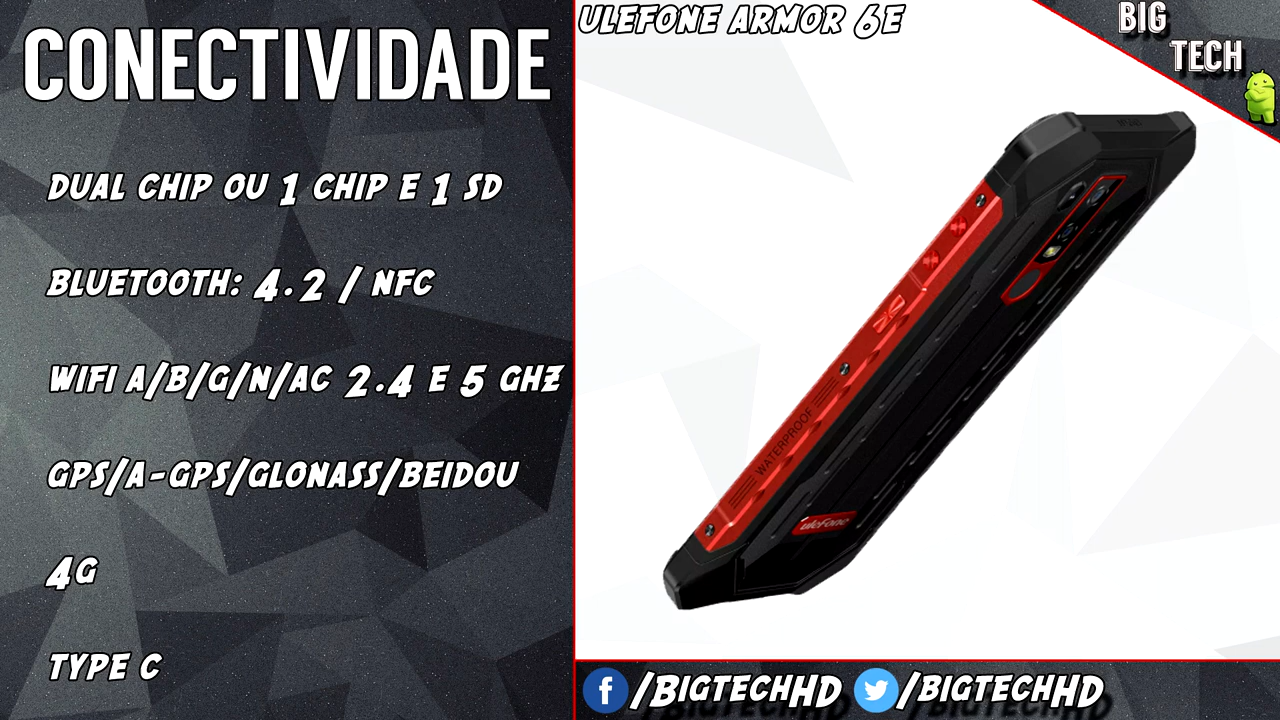 CONECTIVIDADE
DUAL CHIP OU 1 CHIP E 1 SD
BLUETOOTH: 4.2 / NFC
WIFI A/B/G/N/AC 2.4 E 5 GHZ
GPS/A-GPS/GLONASS/BEIDOU
4G
TYPE C
ULEFONE ARMOR 6E
BIG
TECH
WATERPROOF
ulefone
/BIGTECHHD
/BIGTECHHD